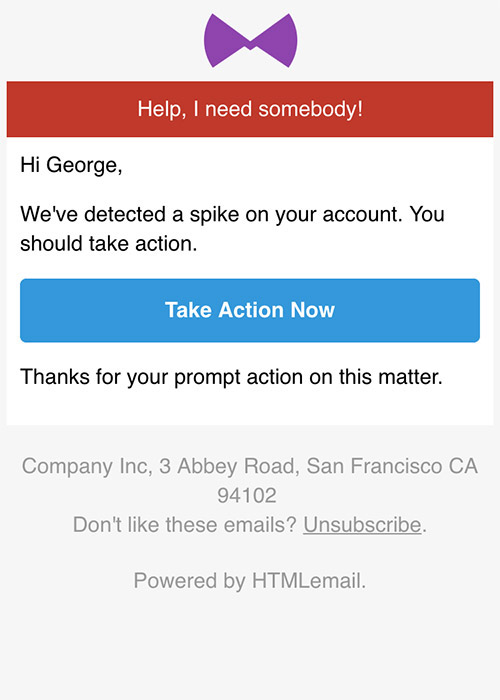 Help, I need somebody!
Hi George,
We've detected a spike on your account. You
should take action.
Take Action Now
Thanks for your prompt action on this matter.
Company Inc, 3 Abbey Road, San Francisco CA
94102
Don't like these emails? Unsubscribe.
Powered by HTMLemail.